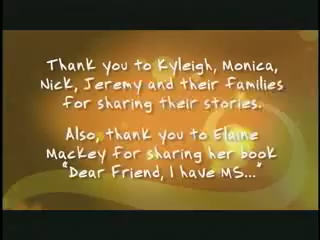 Thank you to Kyleigh, Monica,
Nick, Jeremy and their families
for sharing their stories.
Also, thank you to Elaine
Mackey for sharing her book
"Dear Friend, I have MS..."